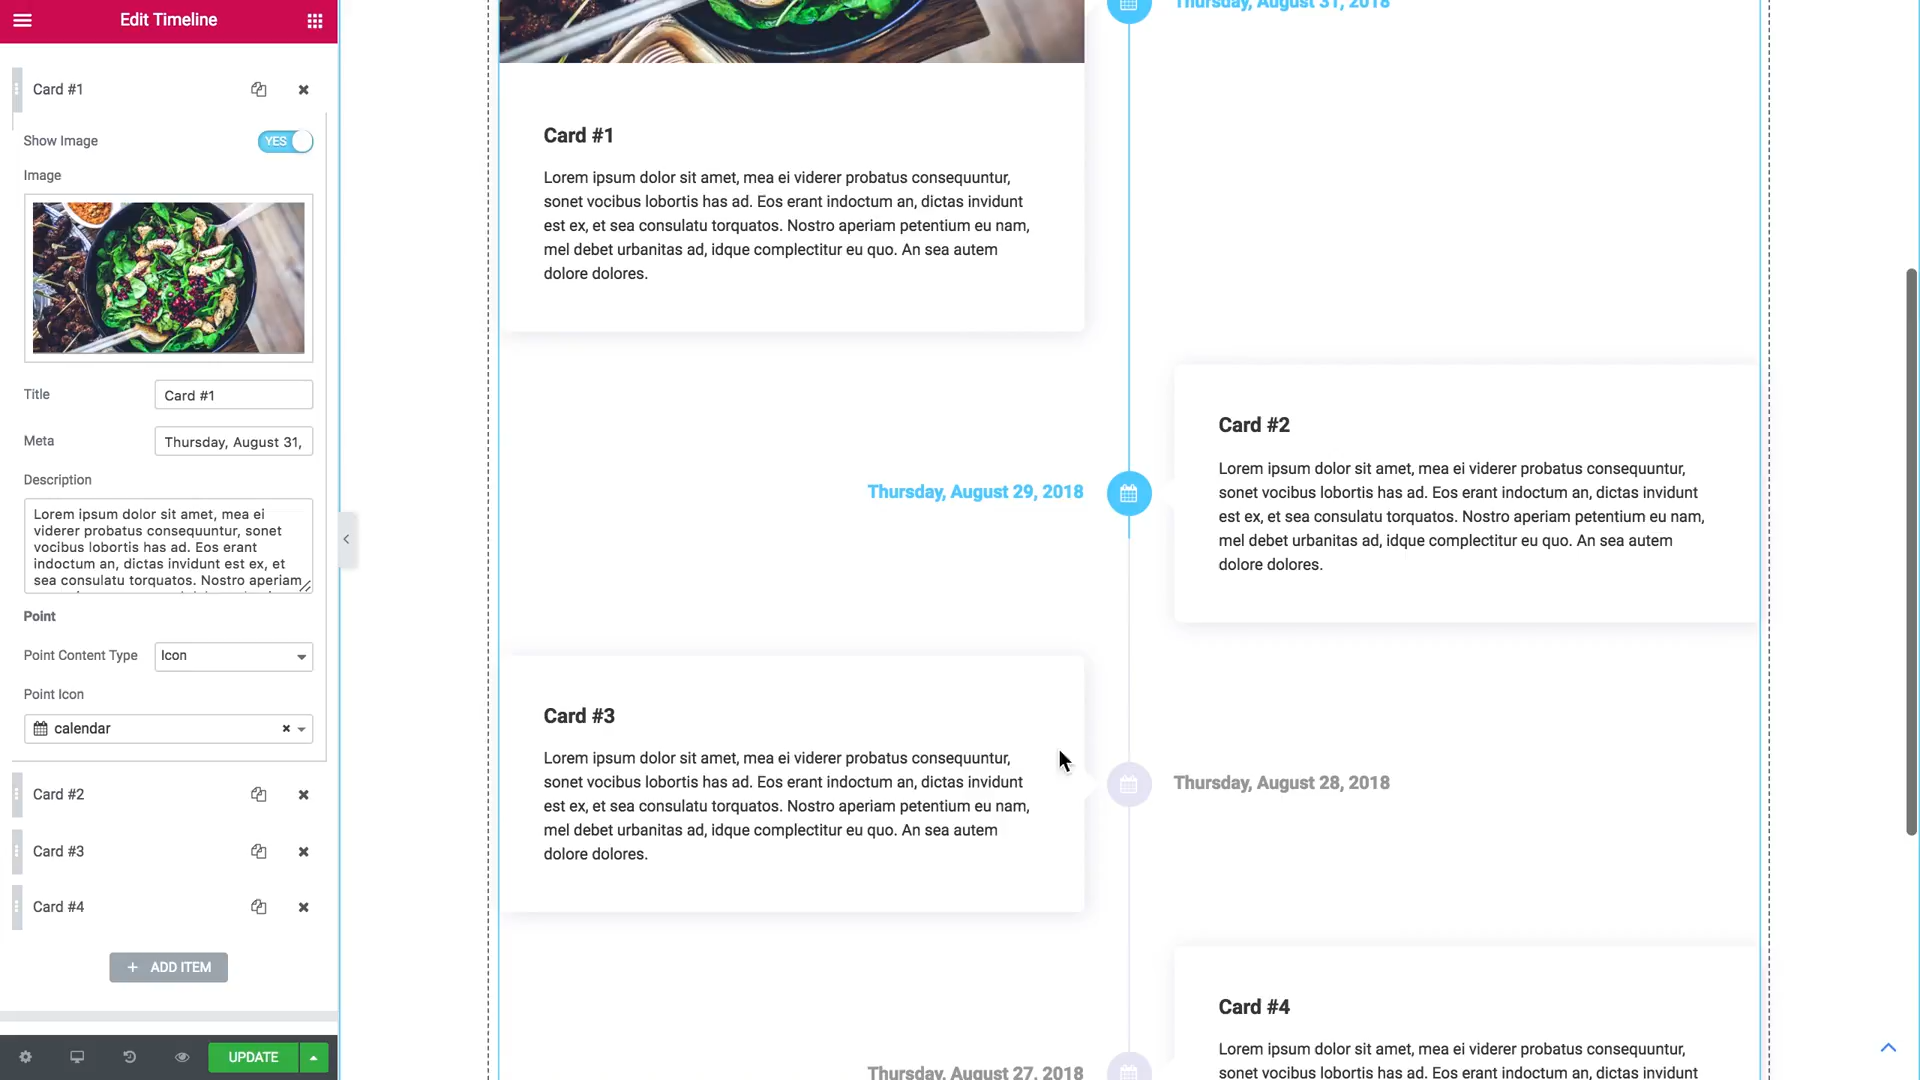 Edit Timeline
Card #1
Show Image
YES
Image
Title
Card #1
Meta
Thursday, August 31,
Description
Lorem ipsum dolor sit amet, mea ei
viderer probatus consequuntur, sonet
vocibus lobortis has ad. Eos erant
indoctum an, dictas invidunt est ex, et
sea consulatu torquatos. Nostro aperiam
Point
Point Content Type
Icon
Point Icon
calendar
Card #2
Card #3
Card #4
ADD ITEM
UPDATE
Thursday, August 31, 2018
Card #1
Lorem ipsum dolor sit amet, mea ei viderer probatus consequuntur,
sonet vocibus lobortis has ad. Eos erant indoctum an, dictas invidunt
est ex, et sea consulatu torquatos. Nostro aperiam petentium eu nam,
mel debet urbanitas ad, idque complectitur eu quo. An sea autem
dolore dolores.
Thursday, August 29, 2018
Card #2
Lorem ipsum dolor sit amet, mea ei viderer probatus consequuntur,
sonet vocibus lobortis has ad. Eos erant indoctum an, dictas invidunt
est ex, et sea consulatu torquatos. Nostro aperiam petentium eu nam,
mel debet urbanitas ad, idque complectitur eu quo. An sea autem
dolore dolores.
Card #3
Lorem ipsum dolor sit amet, mea ei viderer probatus consequuntur,
sonet vocibus lobortis has ad. Eos erant indoctum an, dictas invidunt
est ex, et sea consulatu torquatos. Nostro aperiam petentium eu nam,
mel debet urbanitas ad, idque complectitur eu quo. An sea autem
dolore dolores.
Thursday, August 28, 2018
Thursday, August 27, 2018
Card #4
Lorem ipsum dolor sit amet, mea ei viderer probatus consequuntur,
sonet vocibus lobortis has ad. Eos erant indoctum an, dictas invidunt